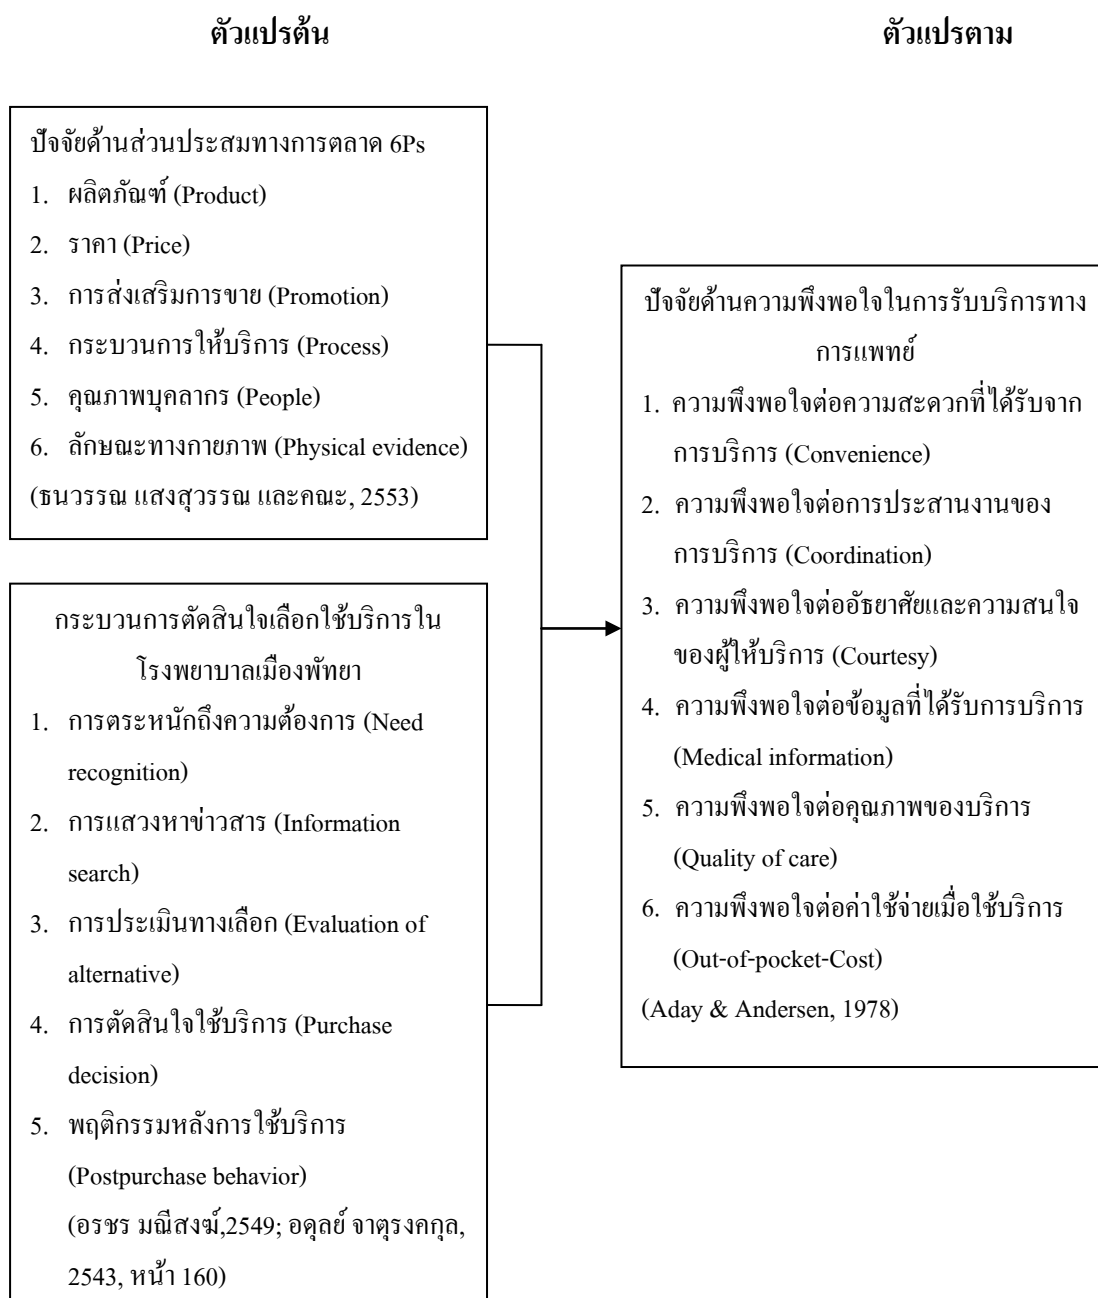 ตัวแปรต้น
ตัวแปรตาม
ปัจจัยด้านส่วนประสมทางการตลาด 6Ps
1. ผลิตภัณฑ์ (Product)
2. ราคา (Price)
3. การส่งเสริมการขาย (Promotion)
4. กระบวนการให้บริการ (Process)
5. คุณภาพบุคลากร (People)
6. ลักษณะทางกายภาพ (Physical evidence)
(ธนวรรณ แสงสุวรรณ และคณะ, 2553)
กระบวนการตัดสินใจเลือกใช้บริการใน
โรงพยาบาลเมืองพัทยา
1. การตระหนักถึงความต้องการ (Need
recognition)
2. การแสวงหาข่าวสาร (Information
search)
3. การประเมินทางเลือก (Evaluation of
alternative)
4. การตัดสินใจใช้บริการ (Purchase
decision)
5. พฤติกรรมหลังการใช้บริการ
(Postpurchase behavior)
(อรชร มณีสงฆ์,2549; อดุลย์ จาตุรงคกุล,
2543, หน้า 160)
ปัจจัยด้านความพึงพอใจในการรับบริการทาง
การแพทย์
1. ความพึงพอใจต่อความสะดวกที่ได้รับจาก
การบริการ (Convenience)
2. ความพึงพอใจต่อการประสานงานของ
การบริการ (Coordination)
3. ความพึงพอใจต่ออัธยาศัยและความสนใจ
ของผู้ให้บริการ (Courtesy)
4. ความพึงพอใจต่อข้อมูลที่ได้รับการบริการ
(Medical information)
5. ความพึงพอใจต่อคุณภาพของบริการ
(Quality of care)
6. ความพึงพอใจต่อค่าใช้จ่ายเมื่อใช้บริการ
(Out-of-pocket-Cost)
(Aday & Andersen, 1978)